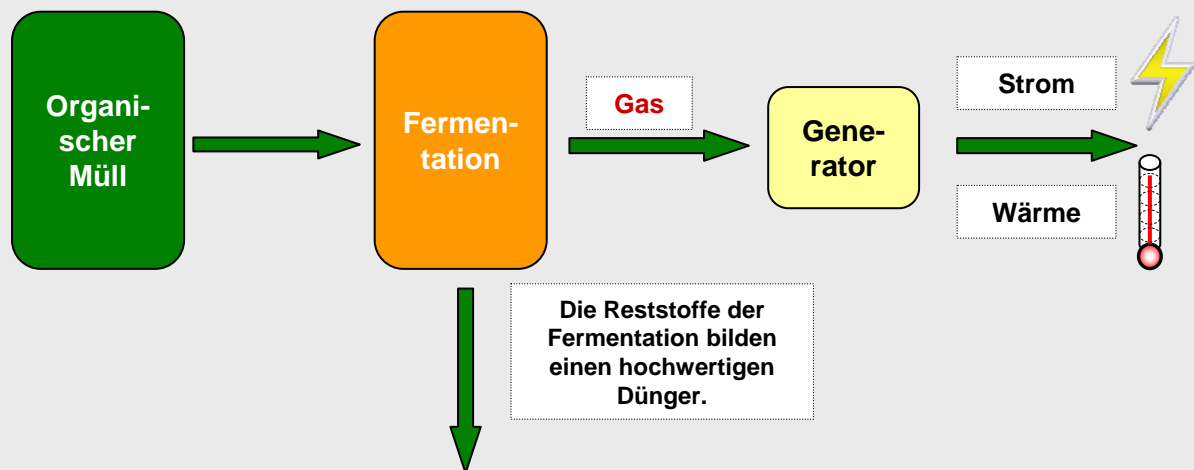 Organi-
scher
Müll
Fermen-
tation
Gas
Gene-
rator
Strom
Wärme
Die Reststoffe der
Fermentation bilden
einen hochwertigen
Dünger.